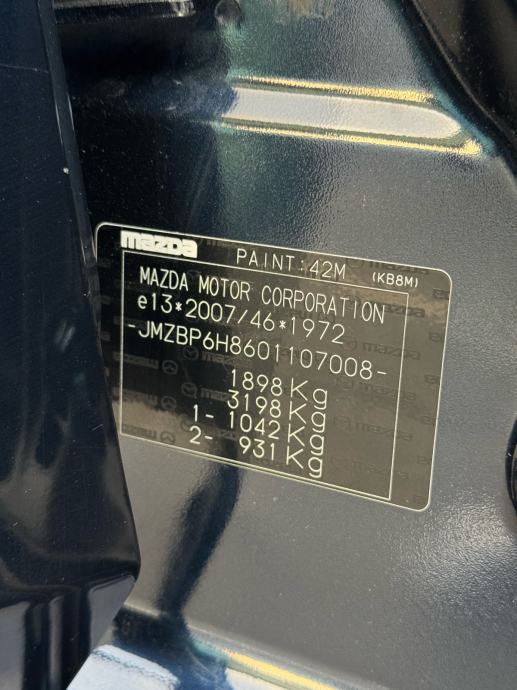 mazda PAINT:42M (KB8M)
MAZDA MOTOR CORPORATION
e13*2007/46*1972
-JMZBP6H8601107008-
1898 Kg
3198 Kg
1- 1042 Kg
2- 931 Kg